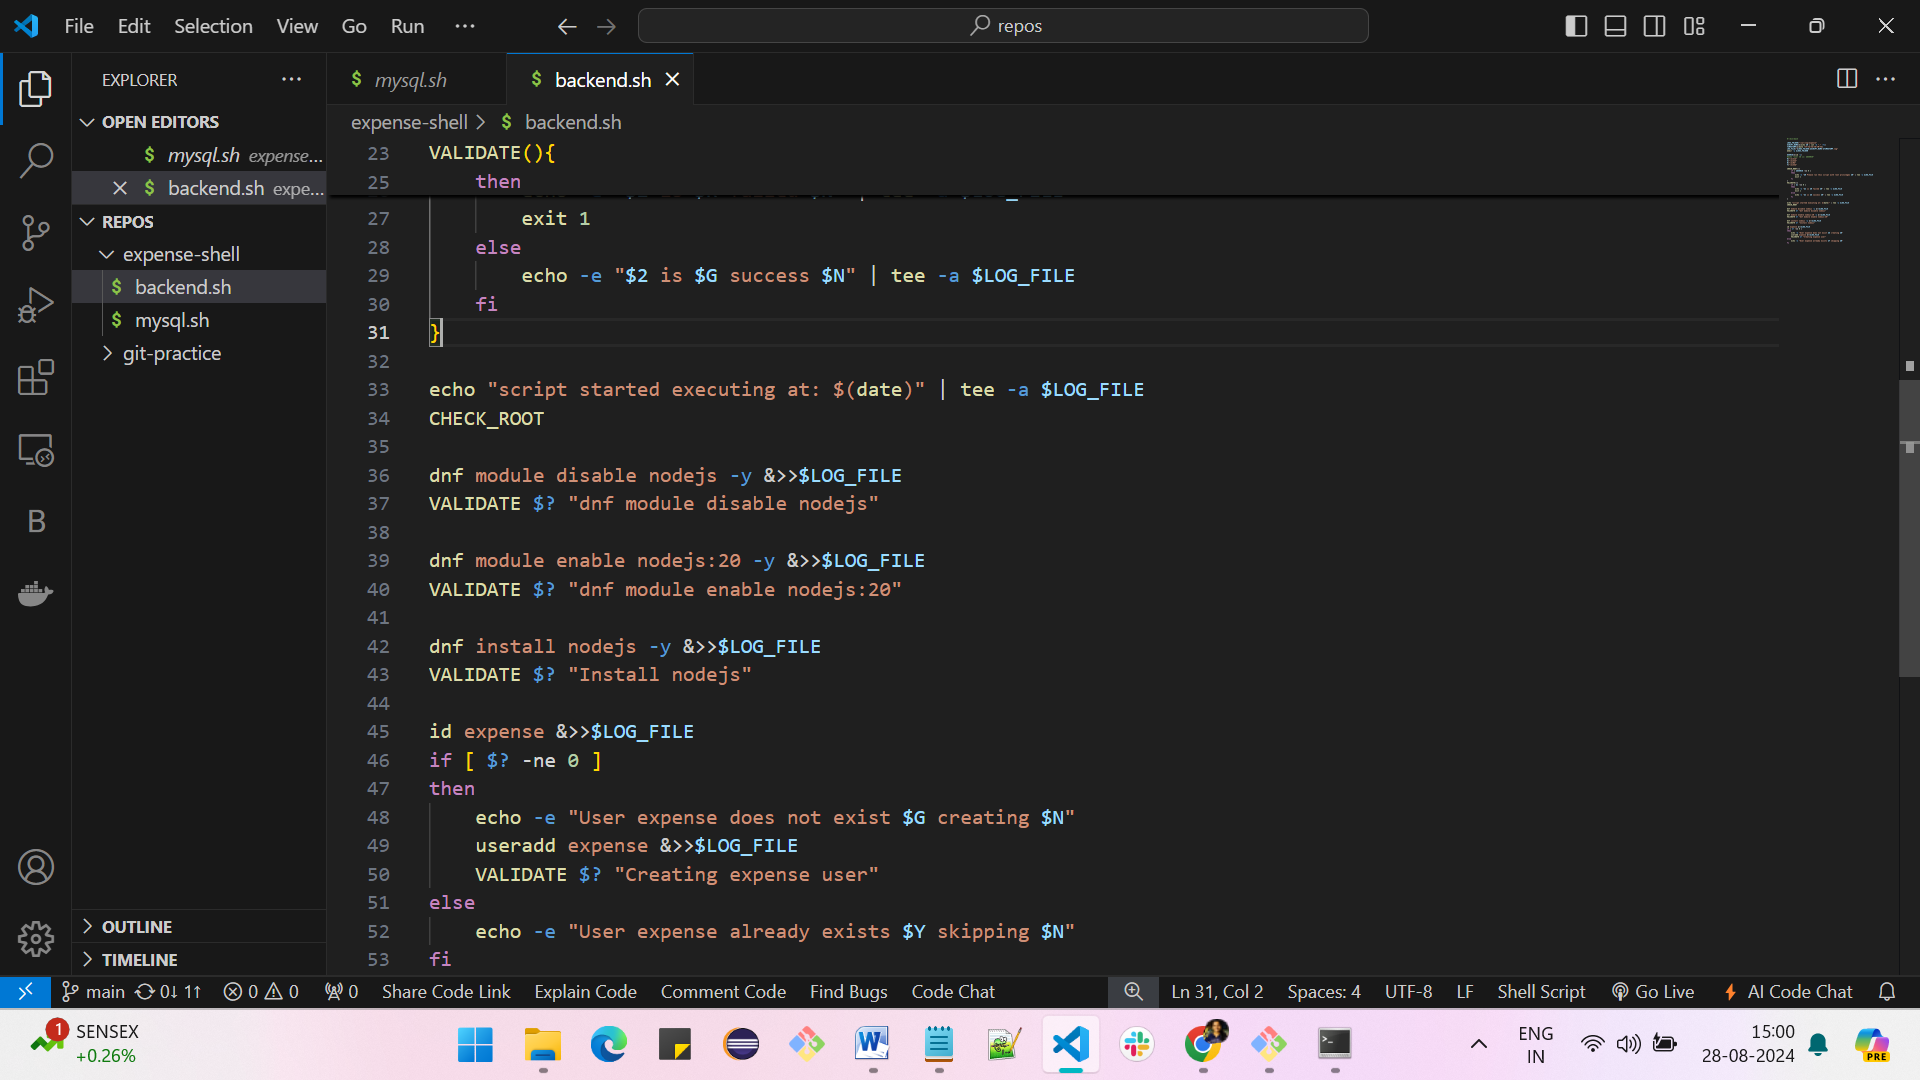 File Edit Selection View Go Run ···
repos
EXPLORER ···
OPEN EDITORS
$ mysql.sh expense...
$ backend.sh expe...
REPOS
expense-shell
$ backend.sh
$ mysql.sh
git-practice
OUTLINE
TIMELINE
$ mysql.sh
$ backend.sh
expense-shell > $ backend.sh
23 VALIDATE(){
25 then
27 exit 1
28 else
29 echo -e "$2 is $G success $N" | tee -a $LOG_FILE
30 fi
31 }
32
33 echo "script started executing at: $(date)" | tee -a $LOG_FILE
34 CHECK_ROOT
35
36 dnf module disable nodejs -y &>>$LOG_FILE
37 VALIDATE $? "dnf module disable nodejs"
38
39 dnf module enable nodejs:20 -y &>>$LOG_FILE
40 VALIDATE $? "dnf module enable nodejs:20"
41
42 dnf install nodejs -y &>>$LOG_FILE
43 VALIDATE $? "Install nodejs"
44
45 id expense &>>$LOG_FILE
46 if [ $? -ne 0 ]
47 then
48 echo -e "User expense does not exist $G creating $N"
49 useradd expense &>>$LOG_FILE
50 VALIDATE $? "Creating expense user"
51 else
52 echo -e "User expense already exists $Y skipping $N"
53 fi
B
main 0↓ 1↑ 0 0 0 Share Code Link Explain Code Comment Code Find Bugs Code Chat Ln 31, Col 2 Spaces: 4 UTF-8 LF Shell Script Go Live AI Code Chat
1 SENSEX
+0.26%
ENG
IN
15:00
28-08-2024
PRE